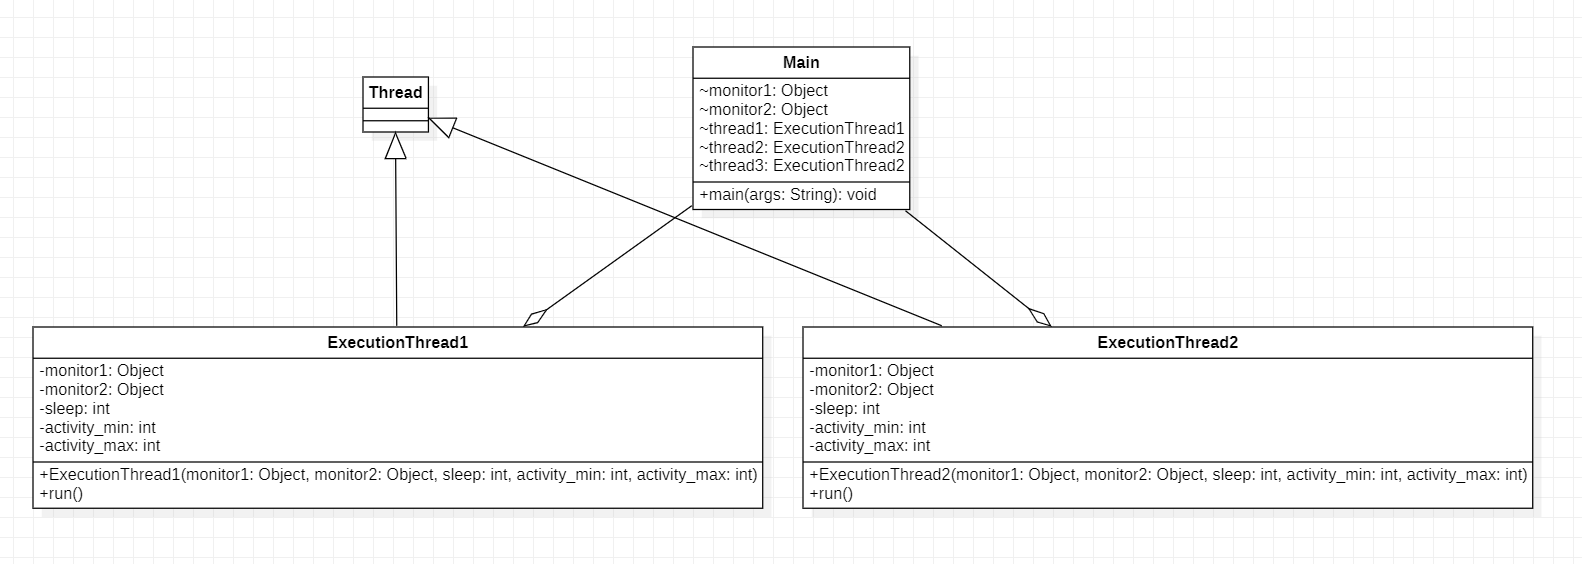 Thread
Main
~monitor1: Object
~monitor2: Object
~thread1: ExecutionThread1
~thread2: ExecutionThread2
~thread3: ExecutionThread2
+main(args: String): void
ExecutionThread1
-monitor1: Object
-monitor2: Object
-sleep: int
-activity_min: int
-activity_max: int
+ExecutionThread1(monitor1: Object, monitor2: Object, sleep: int, activity_min: int, activity_max: int)
+run()
ExecutionThread2
-monitor1: Object
-monitor2: Object
-sleep: int
-activity_min: int
-activity_max: int
+ExecutionThread2(monitor1: Object, monitor2: Object, sleep: int, activity_min: int, activity_max: int)
+run()